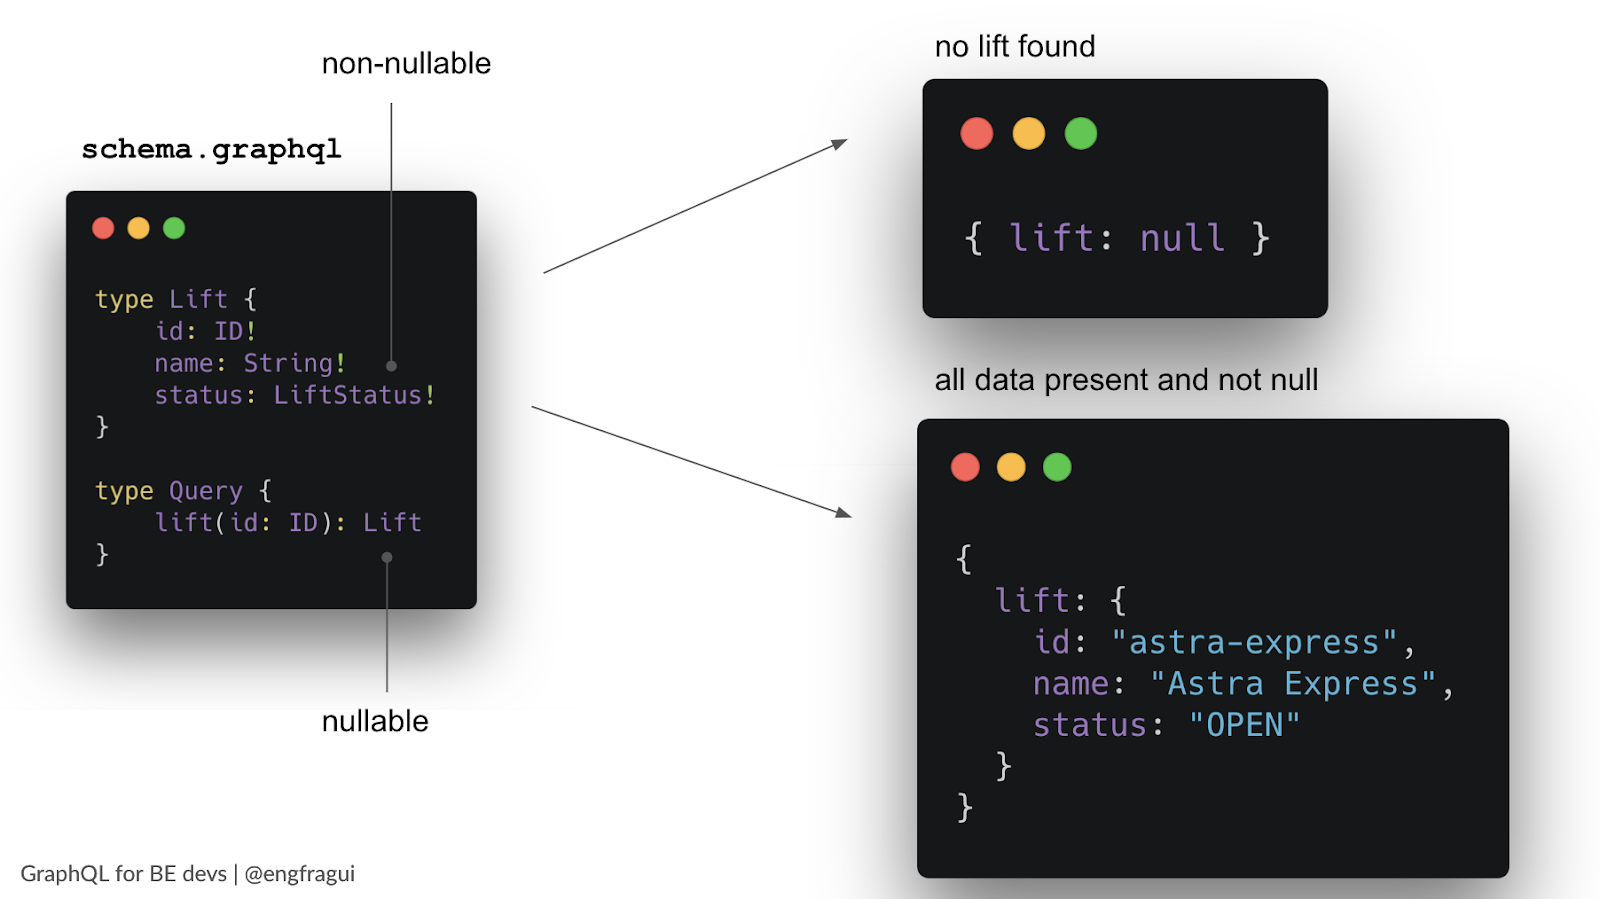 non-nullable
schema.graphql
type Lift {
    id: ID!
    name: String!
    status: LiftStatus!
}
type Query {
    lift(id: ID): Lift
}
nullable
no lift found
{ lift: null }
all data present and not null
{
  lift: {
    id: "astra-express",
    name: "Astra Express",
    status: "OPEN"
  }
}
GraphQL for BE devs | @engfragui